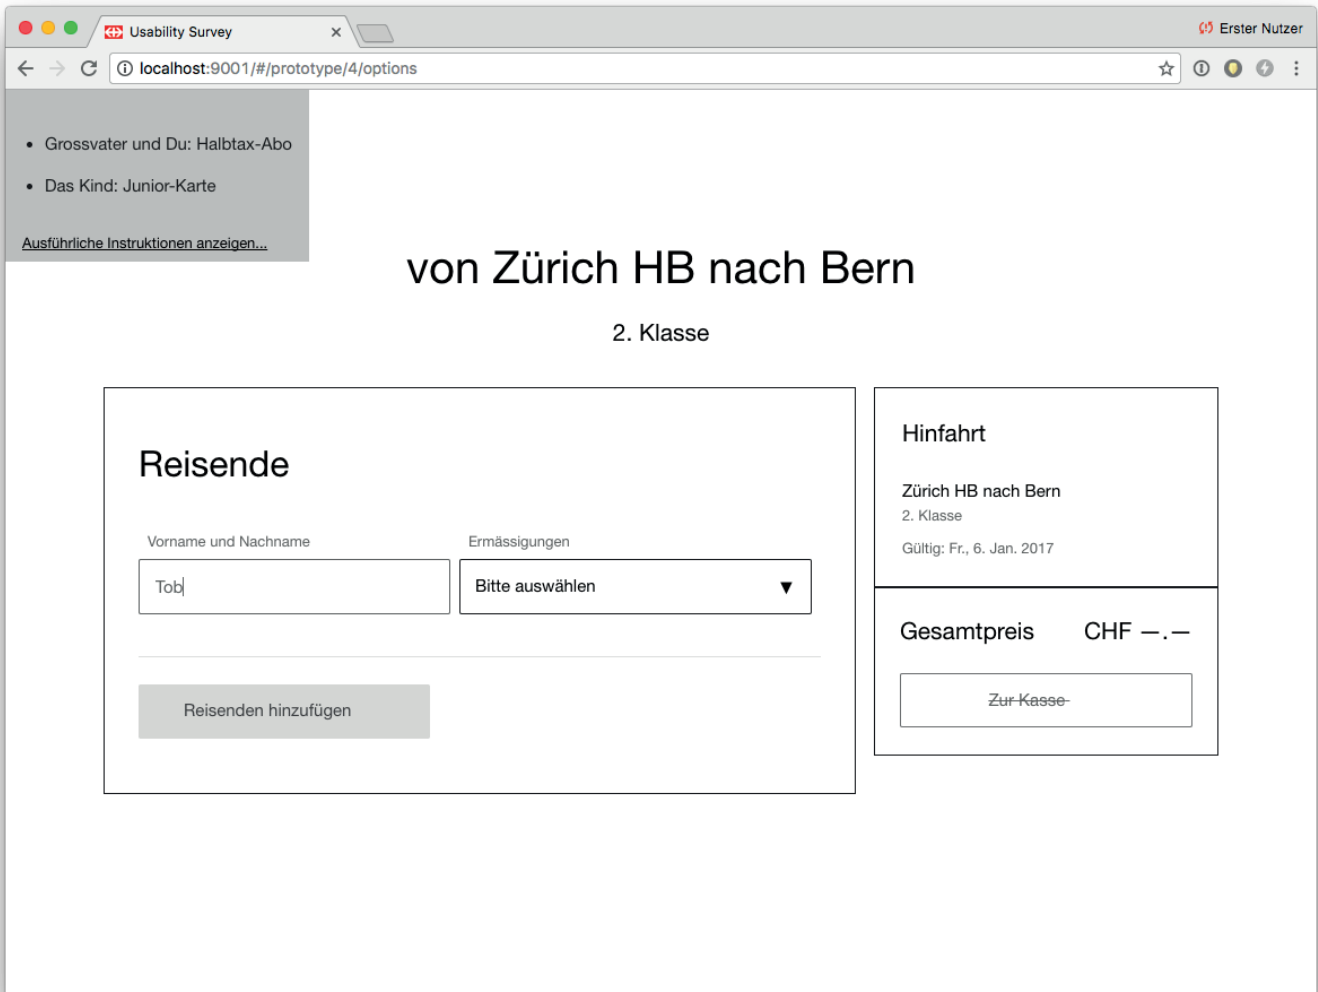 Usability Survey
Erster Nutzer
localhost:9001/#/prototype/4/options
Grossvater und Du: Halbtax-Abo
Das Kind: Junior-Karte
Ausführliche Instruktionen anzeigen...
von Zürich HB nach Bern
2. Klasse
Reisende
Vorname und Nachname
Ermässigungen
Tob
Bitte auswählen
Reisenden hinzufügen
Hinfahrt
Zürich HB nach Bern
2. Klasse
Gültig: Fr., 6. Jan. 2017
Gesamtpreis CHF —.—
Zur Kasse